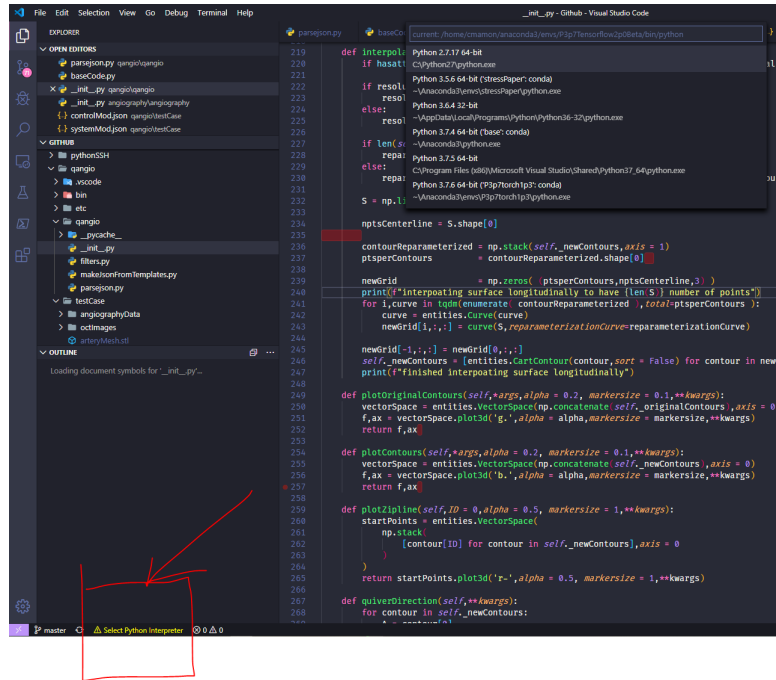 File Edit Selection View Go Debug Terminal Help
__init__.py - Github - Visual Studio Code
EXPLORER
OPEN EDITORS
parsejson.py qangio\qangio
baseCode.py
__init__.py qangio\qangio
__init__.py angiography\angiography
controlMod.json qangio\testCase
systemMod.json qangio\testCase
GITHUB
pythonSSH
qangio
.vscode
bin
etc
qangio
__pycache__
__init__.py
filters.py
makeJsonFromTemplates.py
parsejson.py
testCase
angiographyData
octImages
arteryMesh.stl
OUTLINE
Loading document symbols for '__init__.py'...
master
Select Python Interpreter
0 0
parsejson.py
baseCo
current: /home/cmamon/anaconda3/envs/P3p7Tensorflow2p0Beta/bin/python
Python 2.7.17 64-bit
C:\Python27\python.exe
Python 3.5.6 64-bit ('stressPaper': conda)
~\Anaconda3\envs\stressPaper\python.exe
Python 3.6.4 32-bit
~\AppData\Local\Programs\Python\Python36-32\python.exe
Python 3.7.4 64-bit ('base': conda)
~\Anaconda3\python.exe
Python 3.7.5 64-bit
C:\Program Files (x86)\Microsoft Visual Studio\Shared\Python37_64\python.exe
Python 3.7.6 64-bit ('P3p7torch1p3': conda)
~\Anaconda3\envs\P3p7torch1p3\python.exe
219 def interpola
220 if hasatt
221
222 if resolu
223 resol
224 else:
225 resol
226
227 if len(s
228 repar
229 else:
230 repar
231
232 S = np.li
233
234 nptsCenterline = S.shape[0]
235
236 contourReparameterized = np.stack(self._newContours,axis = 1)
237 ptsperContours = contourReparameterized.shape[0]
238
239 newGrid = np.zeros( (ptsperContours,nptsCenterline,3) )
240 print(f"interpoating surface longitudinally to have {len S } number of points")
241 for i,curve in tqdm(enumerate( contourReparameterized ),total=ptsperContours ):
242 curve = entities.Curve(curve)
243 newGrid[i,:,:] = curve(S,reparameterizationCurve=reparameterizationCurve)
244
245 newGrid[-1,:,:] = newGrid[0,:,:]
246 self._newContours = [entities.CartContour(contour,sort = False) for contour in new
247 print(f"finished interpoating surface longitudinally")
248
249 def plotOriginalContours(self,*args,alpha = 0.2, markersize = 0.1,**kwargs):
250 vectorSpace = entities.VectorSpace(np.concatenate(self._originalContours),axis = 0
251 f,ax = vectorSpace.plot3d('g.',alpha = alpha,markersize = markersize,**kwargs)
252 return f,ax
253
254 def plotContours(self,*args,alpha = 0.2, markersize = 0.1,**kwargs):
255 vectorSpace = entities.VectorSpace(np.concatenate(self._newContours),axis = 0)
256 f,ax = vectorSpace.plot3d('b.',alpha = alpha,markersize = markersize,**kwargs)
257 return f,ax
258
259 def plotZipline(self,ID = 0,alpha = 0.5, markersize = 1,**kwargs):
260 startPoints = entities.VectorSpace(
261 np.stack(
262 [contour[ID] for contour in self._newContours],axis = 0
263 )
264 )
265 return startPoints.plot3d('r-',alpha = 0.5, markersize = 1,**kwargs)
266
267 def quiverDirection(self,**kwargs):
268 for contour in self._newContours: